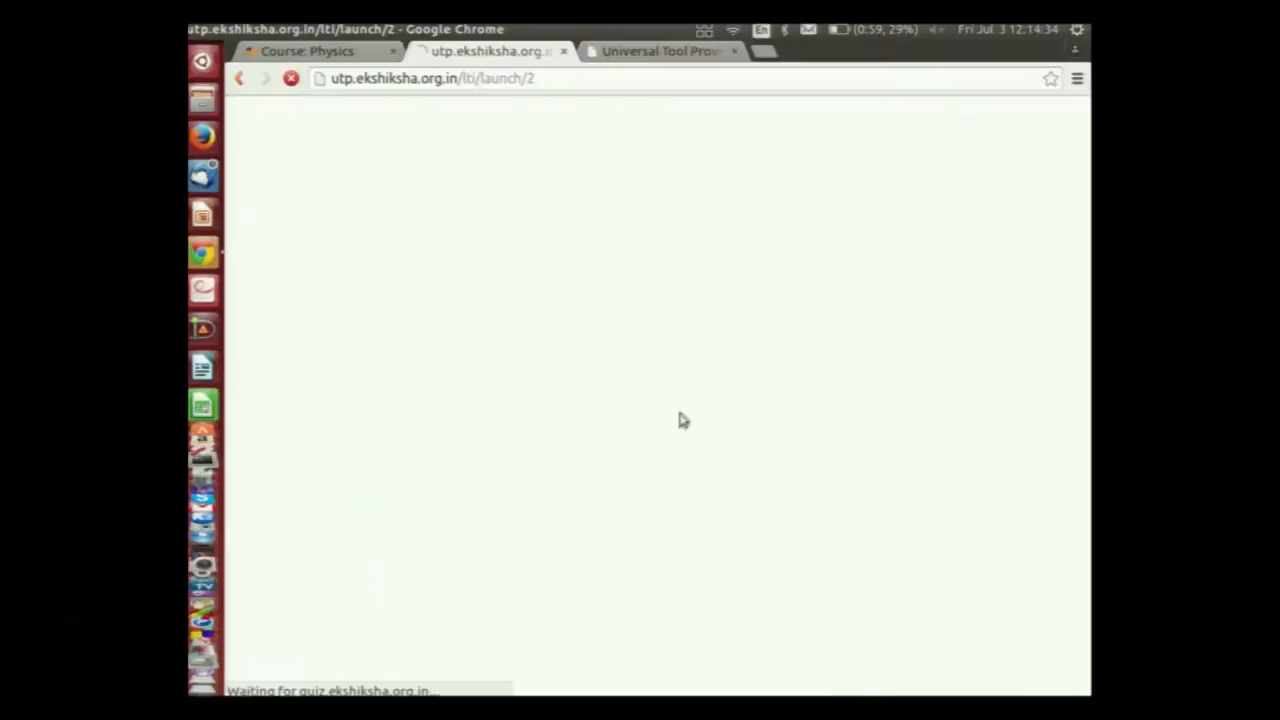 utp.ekshiksha.org.in/lti/launch/2 - Google Chrome
En
(0:59, 29%)
Fri Jul 3 12:14:34
Course: Physics
utp.ekshiksha.org.i
Universal Tool Prov
utp.ekshiksha.org.in/lti/launch/2
Waiting for quiz.ekshiksha.org.in...